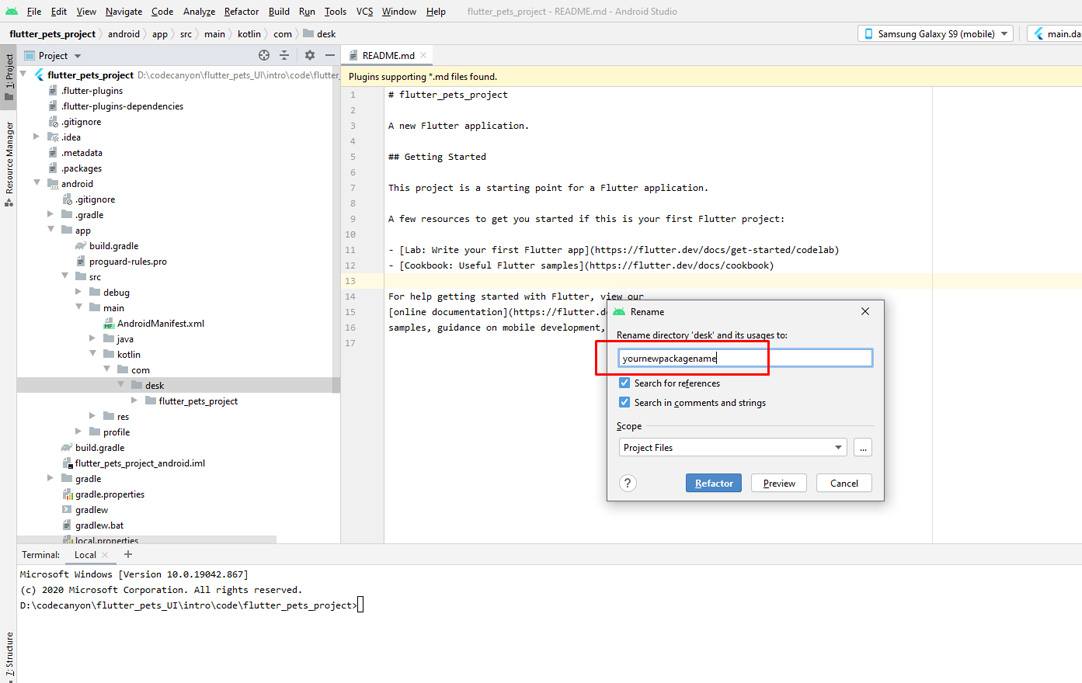 File Edit View Navigate Code Analyze Refactor Build Run Tools VCS Window Help flutter_pets_project - README.md - Android Studio
flutter_pets_project android app src main kotlin com desk Samsung Galaxy S9 (mobile) main.da
1: Project
Resource Manager
7: Structure
Project
flutter_pets_project D:\codecanyon\flutter_pets_UI\intro\code\flutter_
.flutter-plugins
.flutter-plugins-dependencies
.gitignore
.idea
.metadata
.packages
android
.gitignore
.gradle
app
build.gradle
proguard-rules.pro
src
debug
main
AndroidManifest.xml
java
kotlin
com
desk
flutter_pets_project
res
profile
build.gradle
flutter_pets_project_android.iml
gradle
gradle.properties
gradlew
gradlew.bat
local.properties
README.md
Plugins supporting *.md files found.
1 # flutter_pets_project
2
3 A new Flutter application.
4
5 ## Getting Started
6
7 This project is a starting point for a Flutter application.
8
9 A few resources to get you started if this is your first Flutter project:
10
11 - [Lab: Write your first Flutter app](https://flutter.dev/docs/get-started/codelab)
12 - [Cookbook: Useful Flutter samples](https://flutter.dev/docs/cookbook)
13
14 For help getting started with Flutter, view our
15 [online documentation](https://flutter.d
16 samples, guidance on mobile development,
17
Rename
Rename directory 'desk' and its usages to:
yournewpackagename
Search for references
Search in comments and strings
Scope
Project Files ...
? Refactor Preview Cancel
Terminal: Local +
Microsoft Windows [Version 10.0.19042.867]
(c) 2020 Microsoft Corporation. All rights reserved.
D:\codecanyon\flutter_pets_UI\intro\code\flutter_pets_project>